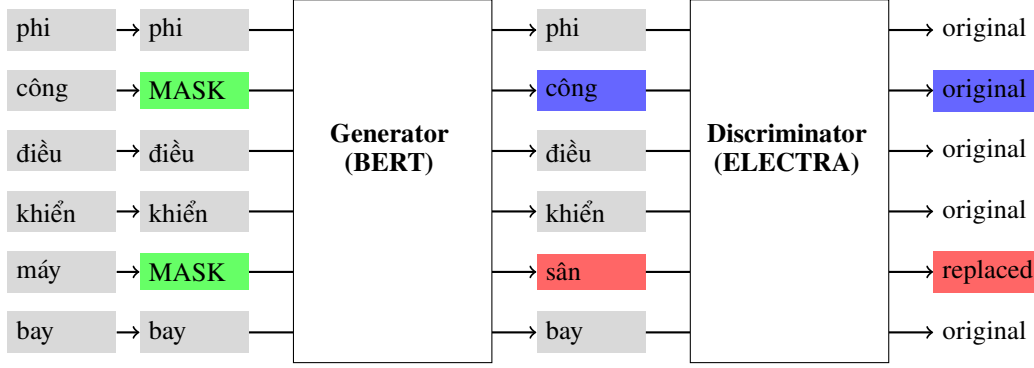 phi phi phi original
công MASK công original
Generator
(BERT)
Discriminator
(ELECTRA)
điều điều điều original
khiển khiển khiển original
máy MASK sân replaced
bay bay bay original